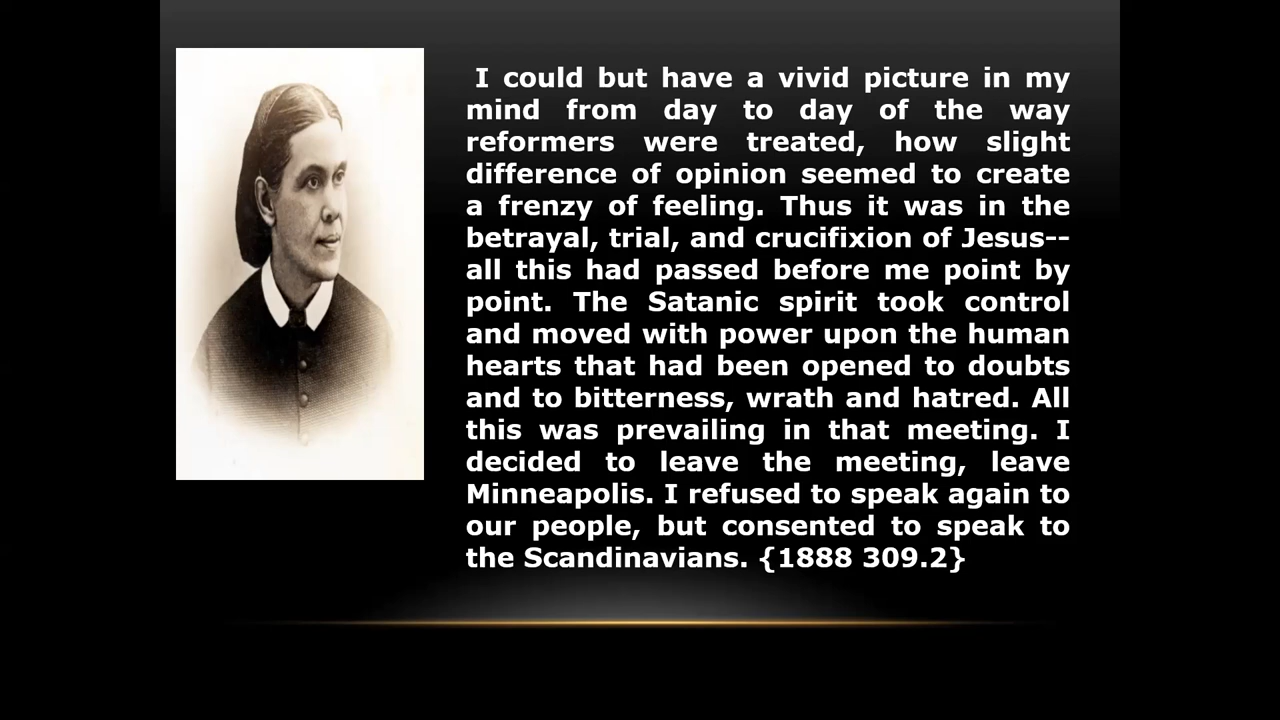 I could but have a vivid picture in my
mind from day to day of the way
reformers were treated, how slight
difference of opinion seemed to create
a frenzy of feeling. Thus it was in the
betrayal, trial, and crucifixion of Jesus--
all this had passed before me point by
point. The Satanic spirit took control
and moved with power upon the human
hearts that had been opened to doubts
and to bitterness, wrath and hatred. All
this was prevailing in that meeting. I
decided to leave the meeting, leave
Minneapolis. I refused to speak again to
our people, but consented to speak to
the Scandinavians. {1888 309.2}